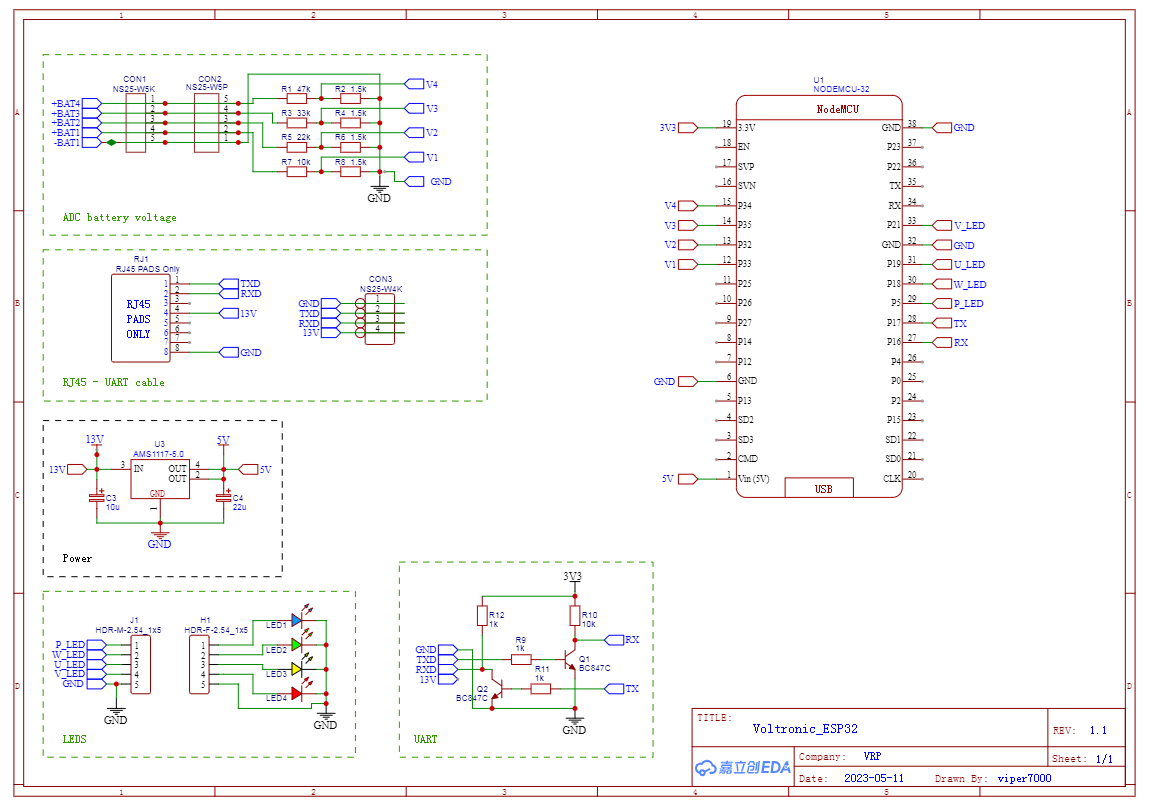 1 2 3 4 5
A
B
C
D
A
B
C
D
CON1
NS25-W5K
CON2
NS25-W5P
+BAT4
+BAT3
+BAT2
+BAT1
-BAT1
1
2
3
4
5
5
4
3
2
1
R1 47k
R2 1.5k
R3 33k
R4 1.5k
R5 22k
R6 1.5k
R7 10k
R8 1.5k
V4
V3
V2
V1
GND
GND
ADC battery voltage
RJ1
RJ45 PADS Only
RJ45
PADS
ONLY
1 1
2 2
3 3
4 4
5 5
6 6
7 7
8 8
TXD
RXD
13V
GND
CON3
NS25-W4K
GND
TXD
RXD
13V
1
2
3
4
RJ45 - UART cable
13V
13V
U3
AMS1117-5.0
3 IN
OUT 4
OUT 2
GND
1
5V
5V
C3
10u
C4
22u
GND
Power
J1
HDR-M-2.54_1x5
P_LED
W_LED
U_LED
V_LED
GND
1
2
3
4
5
GND
H1
HDR-F-2.54_1x5
1
2
3
4
5
LED1
LED2
LED3
LED4
GND
LEDS
3V3
R12
1k
R10
10k
R9
1k
R11
1k
Q1
BC847C
Q2
BC847C
GND
TXD
RXD
13V
RX
TX
GND
UART
U1
NODEMCU-32
NodeMCU
3V3 19 3.3V
18 EN
17 SVP
16 SVN
V4 15 P34
V3 14 P35
V2 13 P32
V1 12 P33
11 P25
10 P26
9 P27
8 P14
7 P12
GND 6 GND
5 P13
4 SD2
3 SD3
2 CMD
5V 1 Vin (5V)
GND 38 GND
P23 37
P22 36
TX 35
RX 34
P21 33 V_LED
GND 32 GND
P19 31 U_LED
P18 30 W_LED
P5 29 P_LED
P17 28 TX
P16 27 RX
P4 26
P0 25
P2 24
P15 23
SD1 22
SD0 21
CLK 20
USB
TITLE:
Voltronic_ESP32
REV: 1.1
嘉立创EDA
Company: VRP
Sheet: 1/1
Date: 2023-05-11 Drawn By: viper7000
1 2 3 4 5